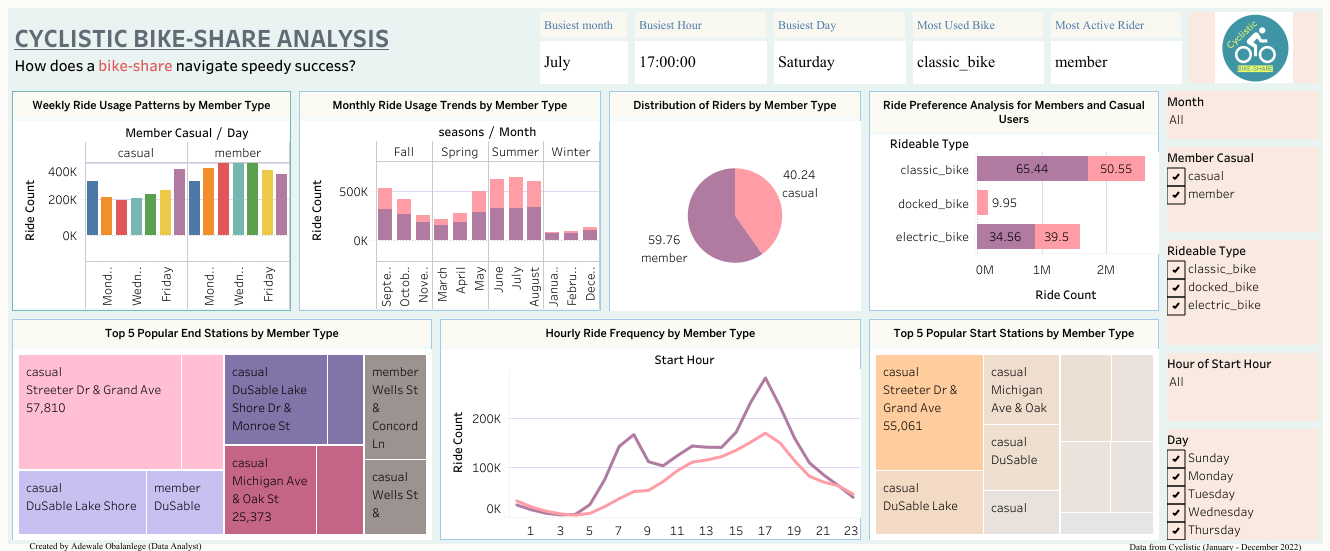 CYCLISTIC BIKE-SHARE ANALYSIS
How does a bike-share navigate speedy success?
Busiest month
July
Busiest Hour
17:00:00
Busiest Day
Saturday
Most Used Bike
classic_bike
Most Active Rider
member
Cyclistic
BIKE-SHARE
Weekly Ride Usage Patterns by Member Type
Member Casual / Day
casual
member
Ride Count
400K
200K
0K
Mond..
Wedn..
Friday
Mond..
Wedn..
Friday
Monthly Ride Usage Trends by Member Type
seasons / Month
Fall
Spring
Summer
Winter
Ride Count
500K
0K
Septe..
Octob..
Nove..
March
April
May
June
July
August
Janua..
Febru..
Dece..
Distribution of Riders by Member Type
40.24
casual
59.76
member
Ride Preference Analysis for Members and Casual
Users
Rideable Type
classic_bike
65.44
50.55
docked_bike
9.95
electric_bike
34.56
39.5
0M
1M
2M
Ride Count
Month
All
Member Casual
casual
member
Rideable Type
classic_bike
docked_bike
electric_bike
Hour of Start Hour
All
Day
Sunday
Monday
Tuesday
Wednesday
Thursday
Top 5 Popular End Stations by Member Type
casual
Streeter Dr & Grand Ave
57,810
casual
DuSable Lake Shore
member
DuSable
casual
DuSable Lake
Shore Dr &
Monroe St
casual
Michigan Ave
& Oak St
25,373
member
Wells St
&
Concord
Ln
casual
Wells St
&
Hourly Ride Frequency by Member Type
Start Hour
Ride Count
200K
100K
0K
1
3
5
7
9
11
13
15
17
19
21
23
Top 5 Popular Start Stations by Member Type
casual
Streeter Dr &
Grand Ave
55,061
casual
DuSable Lake
casual
Michigan
Ave & Oak
casual
DuSable
casual
Created by Adewale Obalanlege (Data Analyst)
Data from Cyclistic (January - December 2022)